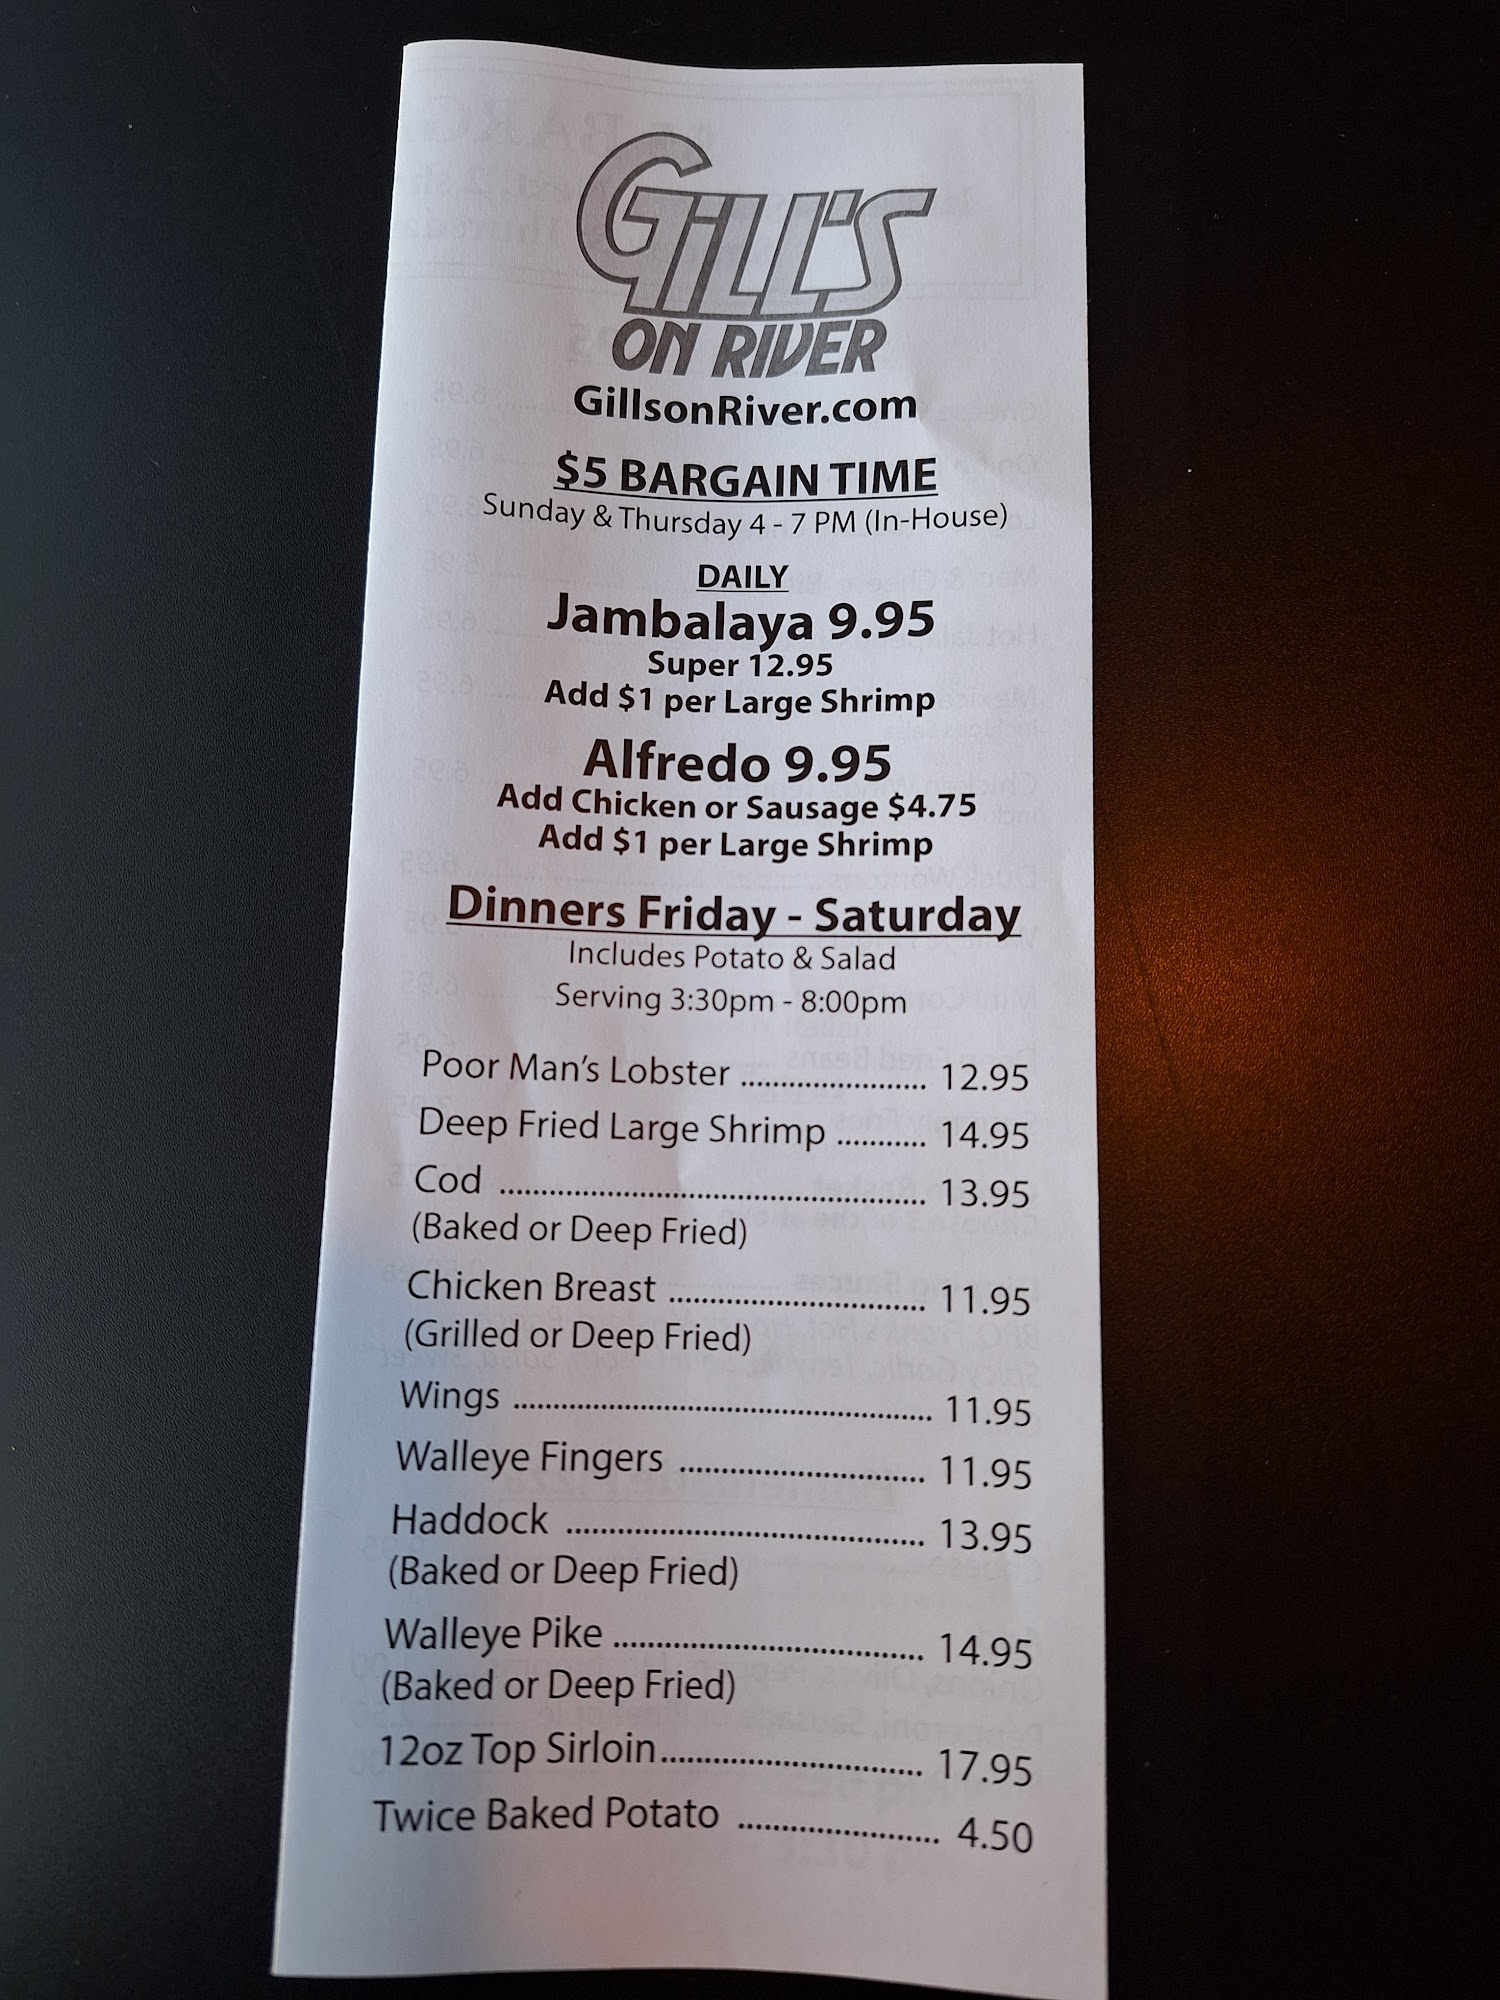 GILL'S
ON RIVER
GillsonRiver.com
$5 BARGAIN TIME
Sunday & Thursday 4 - 7 PM (In-House)
DAILY
Jambalaya 9.95
Super 12.95
Add $1 per Large Shrimp
Alfredo 9.95
Add Chicken or Sausage $4.75
Add $1 per Large Shrimp
Dinners Friday - Saturday
Includes Potato & Salad
Serving 3:30pm - 8:00pm
Poor Man's Lobster ....................... 12.95
Deep Fried Large Shrimp ........... 14.95
Cod .................................................... 13.95
(Baked or Deep Fried)
Chicken Breast ............................... 11.95
(Grilled or Deep Fried)
Wings ................................................... 11.95
Walleye Fingers .............................. 11.95
Haddock ............................................ 13.95
(Baked or Deep Fried)
Walleye Pike ...................................... 14.95
(Baked or Deep Fried)
12oz Top Sirloin................................ 17.95
Twice Baked Potato ........................ 4.50